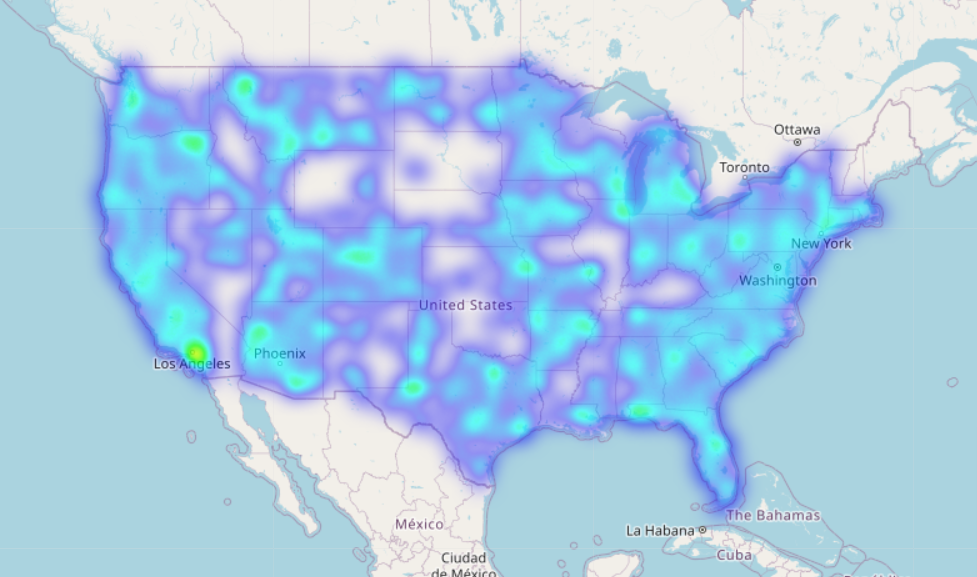 Ottawa
Toronto
New York
Washington
United States
Phoenix
Los Angeles
The Bahamas
La Habana
México
Cuba
Ciudad
de México